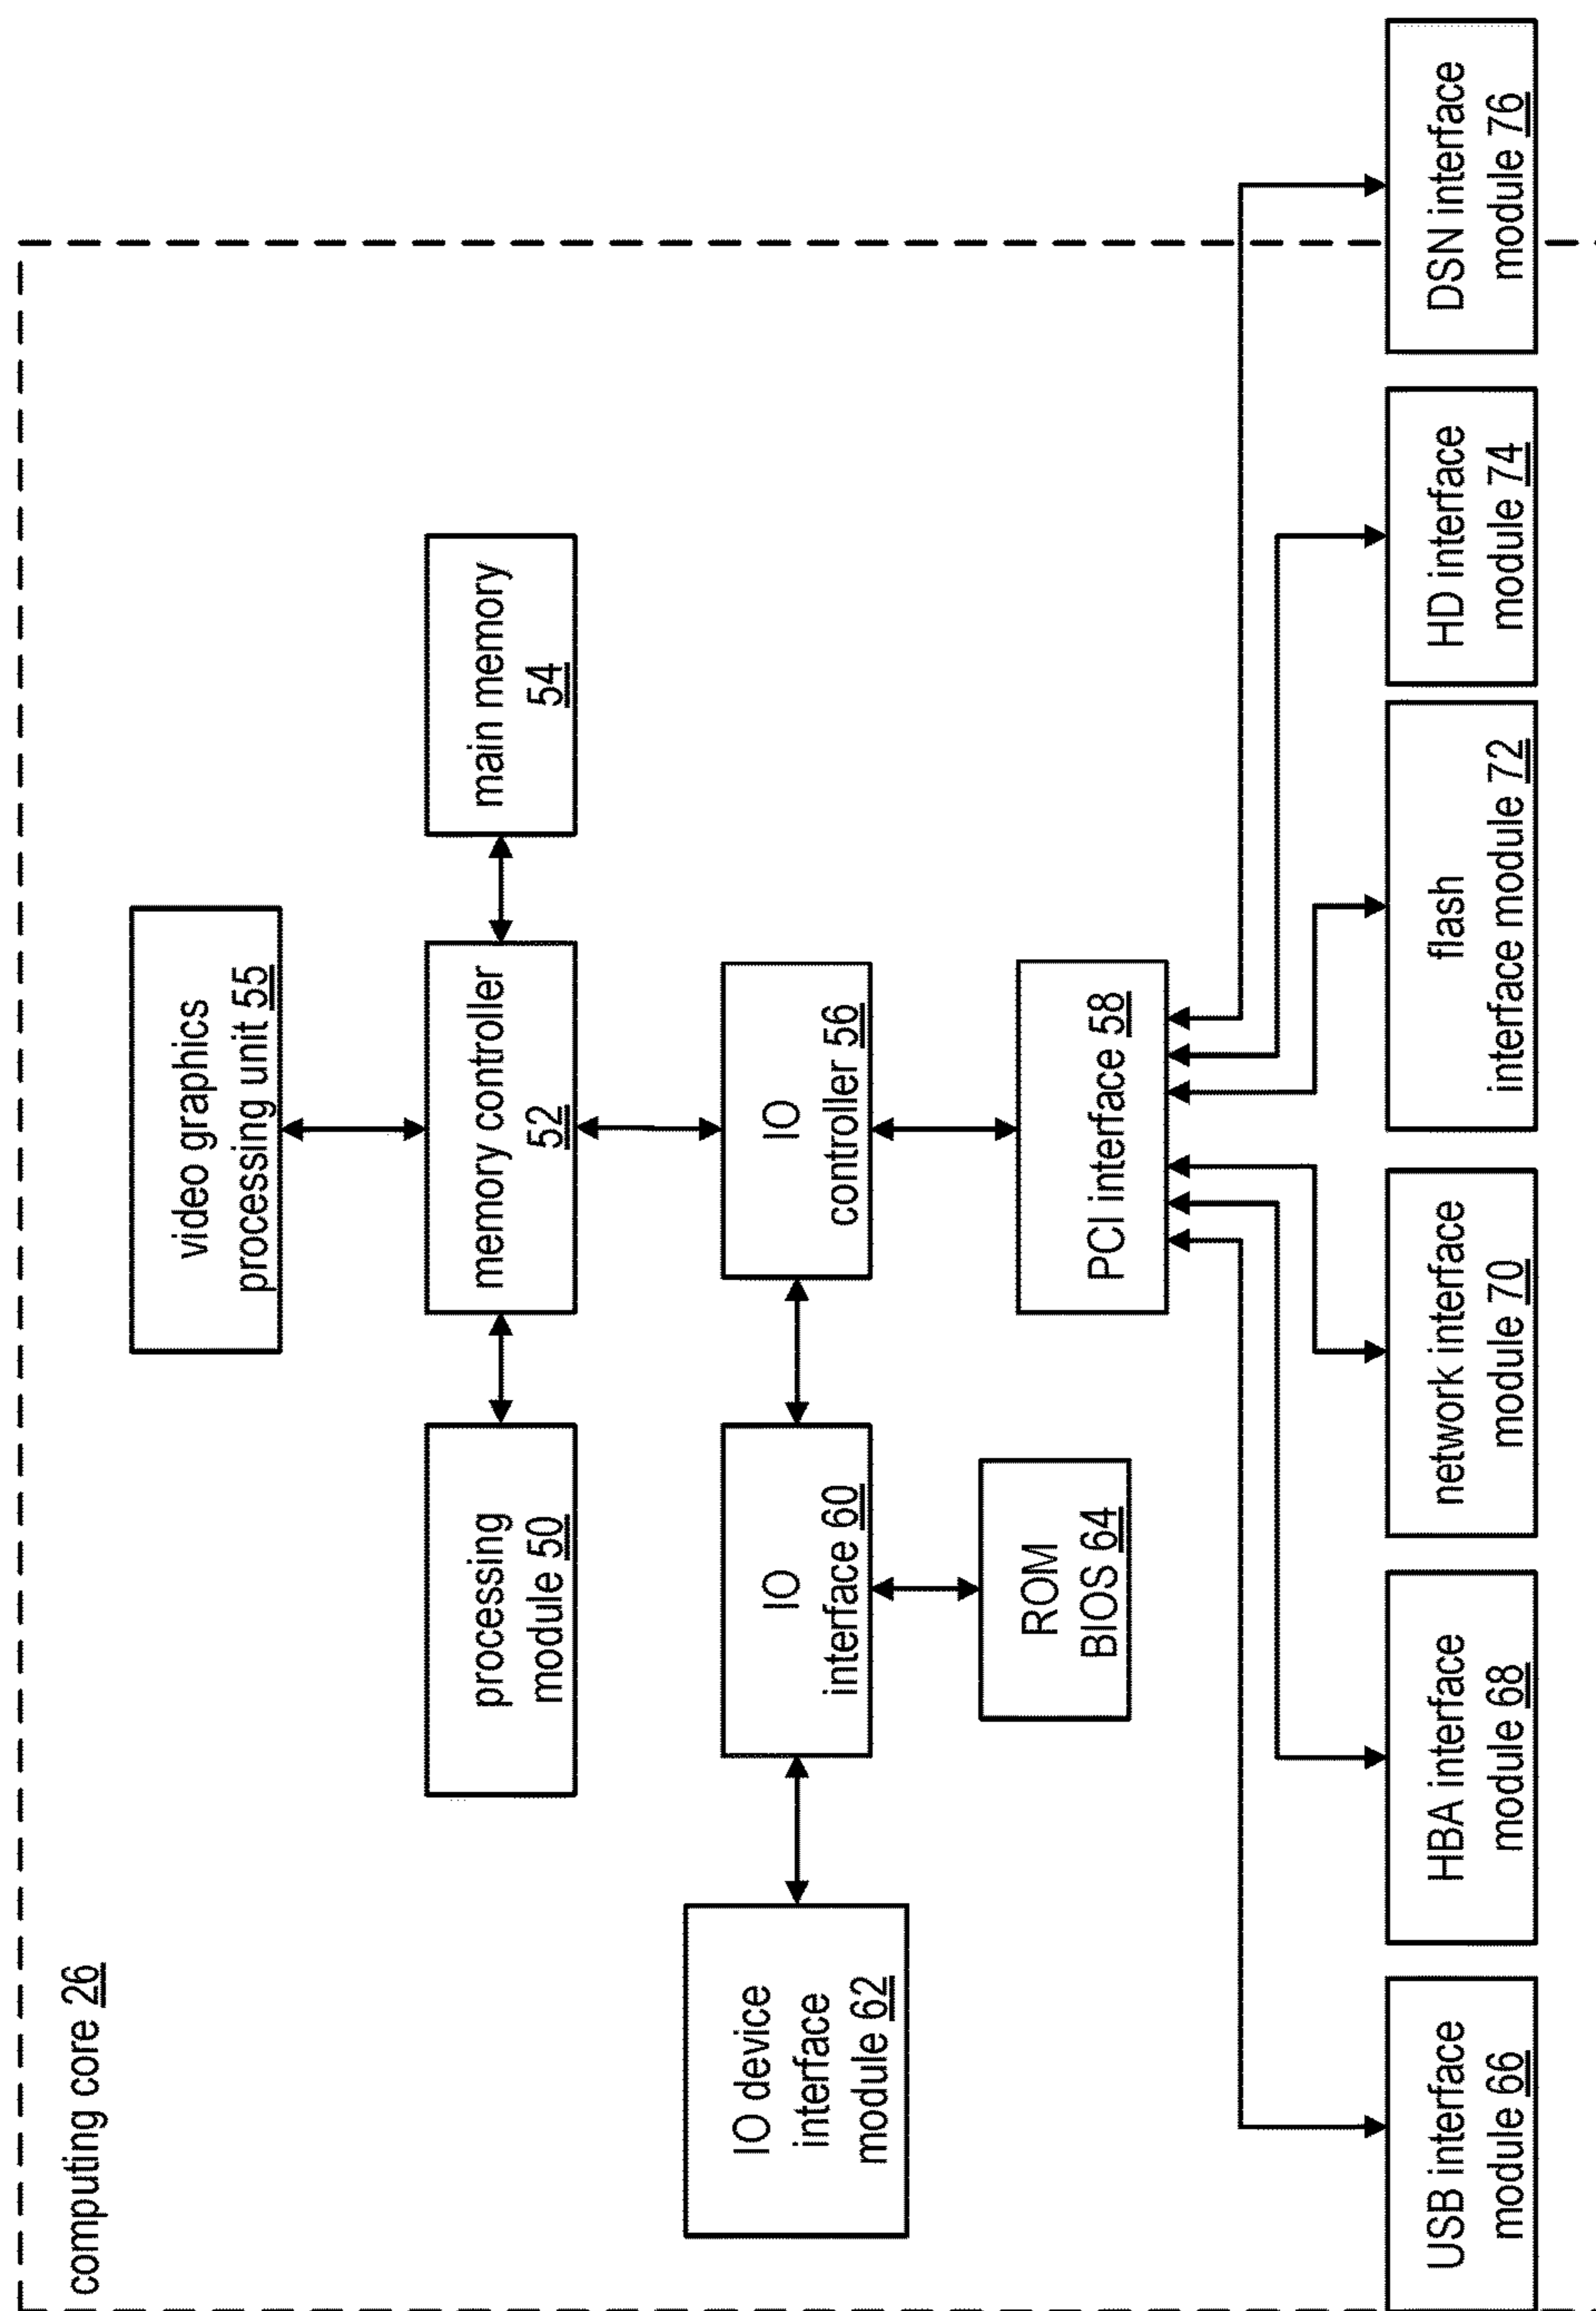 computing core 26
video graphics
processing unit 55
processing
module 50
memory controller
52
main memory
54
IO device
interface
module 62
IO
interface 60
IO
controller 56
ROM
BIOS 64
PCI interface 58
USB interface
module 66
HBA interface
module 68
network interface
module 70
flash
interface module 72
HD interface
module 74
DSN interface
module 76